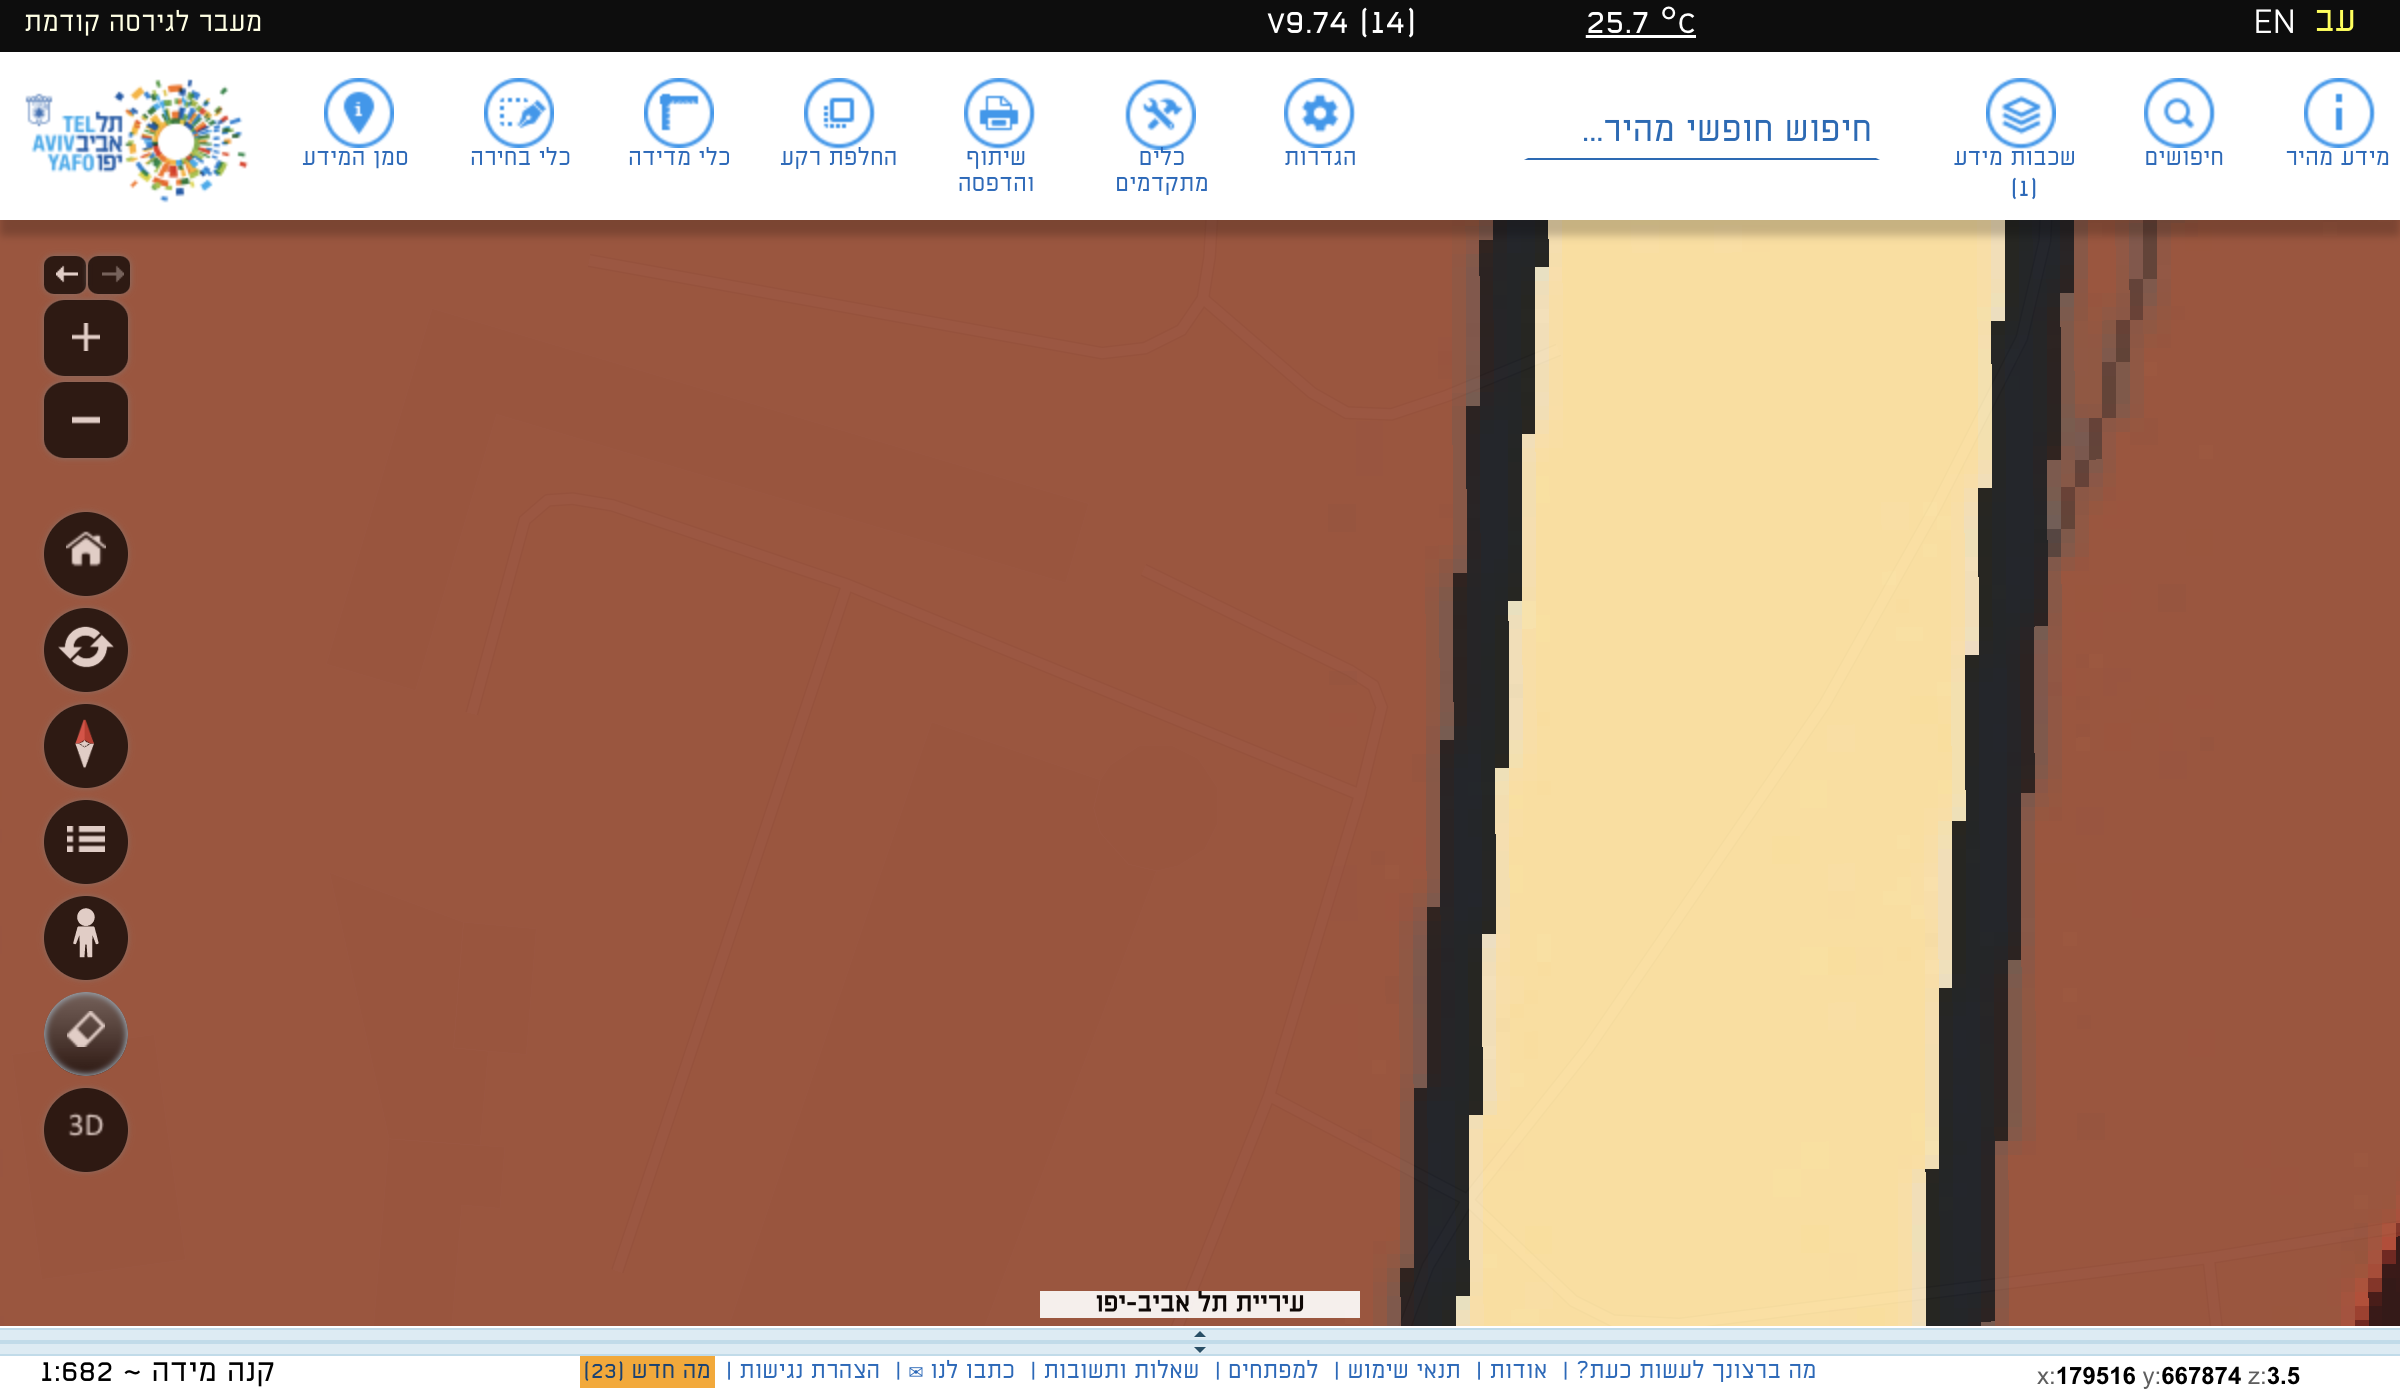 עב EN
25.7 °C
V9.74 (14)
מעבר לגירסה קודמת
מידע מהיר
חיפושים
שכבות מידע
(1)
חיפוש חופשי מהיר...
הגדרות
כלים
מתקדמים
שיתוף
והדפסה
החלפת רקע
כלי מדידה
כלי בחירה
סמן המידע
תל TEL
אביב AVIV
יפו YAFO
3D
עיריית תל אביב-יפו
x:179516 y:667874 z:3.5
מה ברצונך לעשות כעת? | אודות | תנאי שימוש | למפתחים | שאלות ותשובות | כתבו לנו ✉ | הצהרת נגישות | מה חדש (23)
קנה מידה ~ 1:682